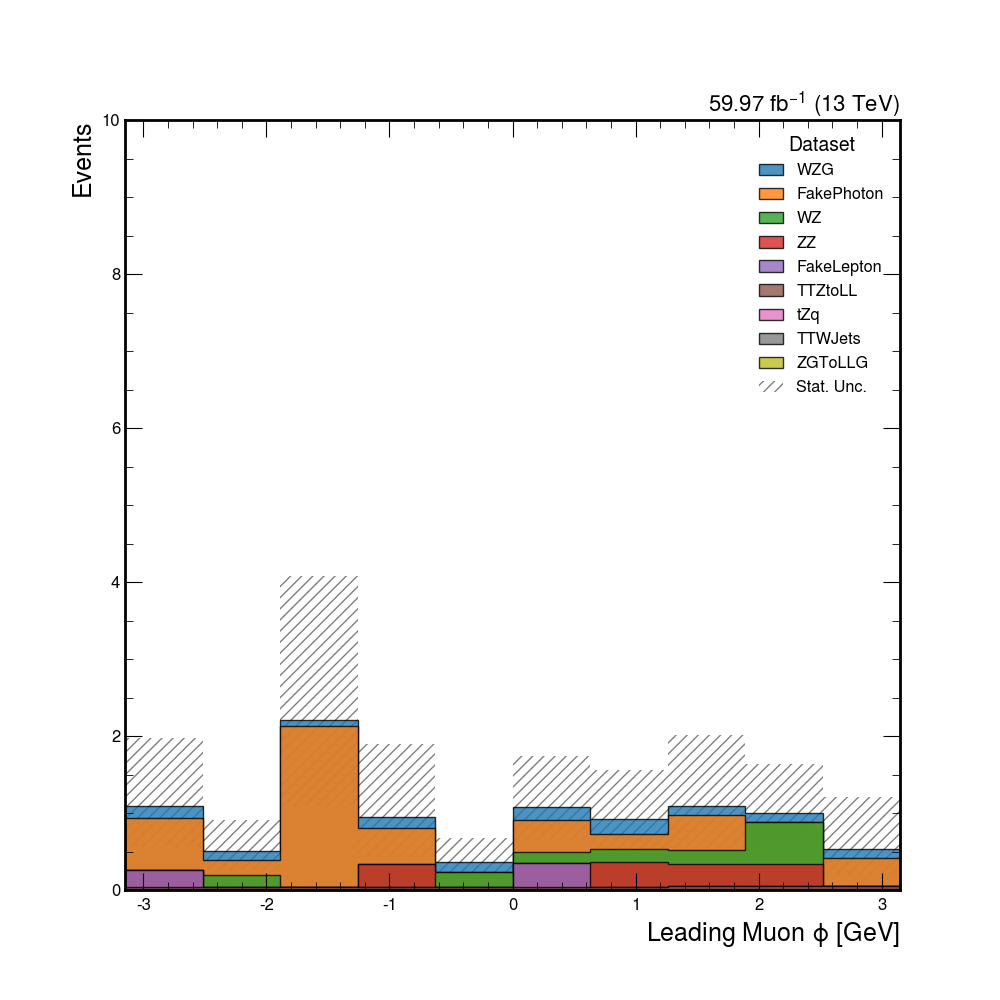 59.97 fb⁻¹ (13 TeV)
Events
10
8
6
4
2
0
Dataset
WZG
FakePhoton
WZ
ZZ
FakeLepton
TTZtoLL
tZq
TTWJets
ZGToLLG
Stat. Unc.
-3 -2 -1 0 1 2 3
Leading Muon ϕ [GeV]